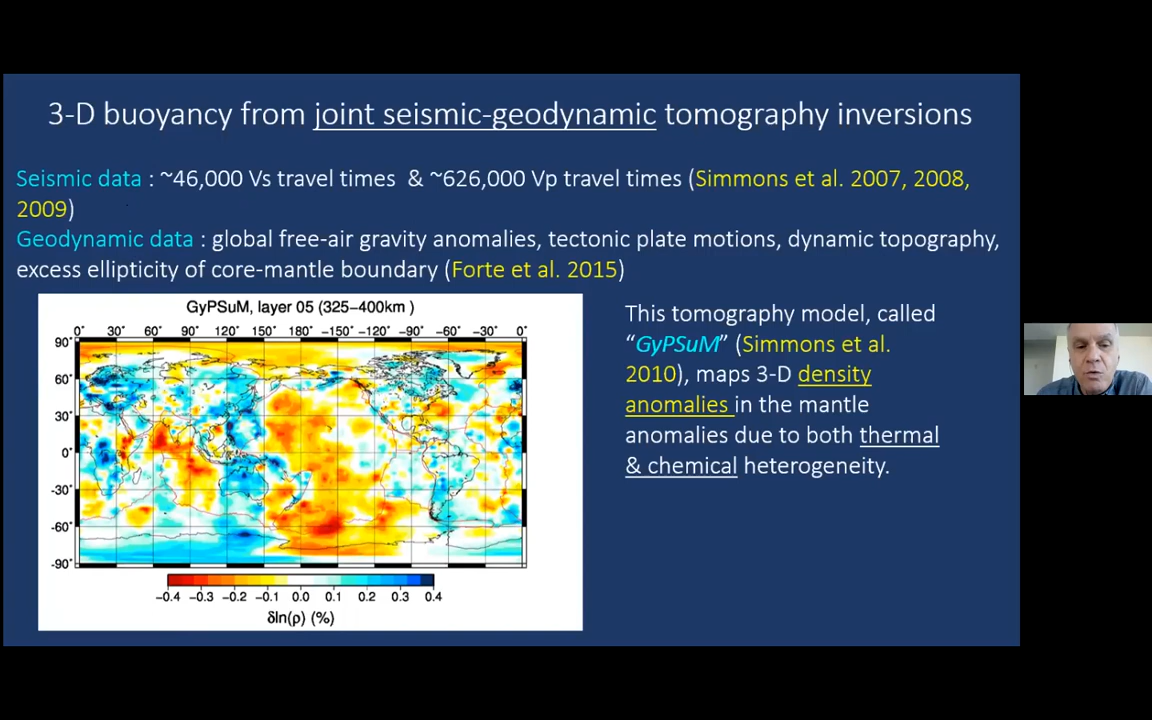 3-D buoyancy from joint seismic-geodynamic tomography inversions
Seismic data : ~46,000 Vs travel times & ~626,000 Vp travel times (Simmons et al. 2007, 2008,
2009)
Geodynamic data : global free-air gravity anomalies, tectonic plate motions, dynamic topography,
excess ellipticity of core-mantle boundary (Forte et al. 2015)
GyPSuM, layer 05 (325-400km )
0° 30° 60° 90° 120° 150° 180° -150° -120° -90° -60° -30° 0°
90°
60°
30°
0°
-30°
-60°
-90°
-0.4 -0.3 -0.2 -0.1 0.0 0.1 0.2 0.3 0.4
δln(ρ) (%)
This tomography model, called
“GyPSuM” (Simmons et al.
2010), maps 3-D density
anomalies in the mantle
anomalies due to both thermal
& chemical heterogeneity.